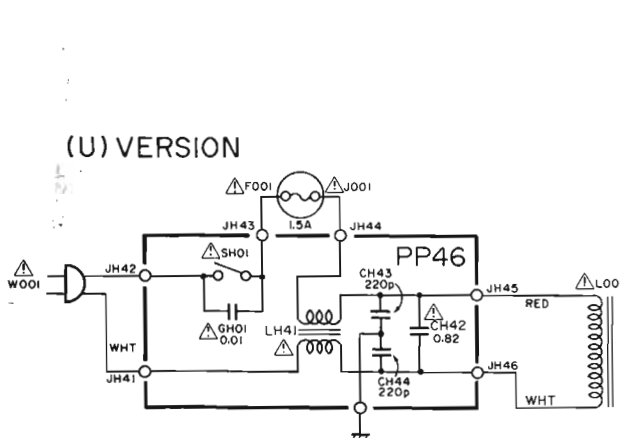 (U) VERSION
F001
J001
1.5A
JH43
JH44
SH01
PP46
JH42
W001
CH43
220p
JH45
L00
RED
GH01
0.01
LH41
CH42
0.82
WHT
JH41
CH44
220p
JH46
WHT